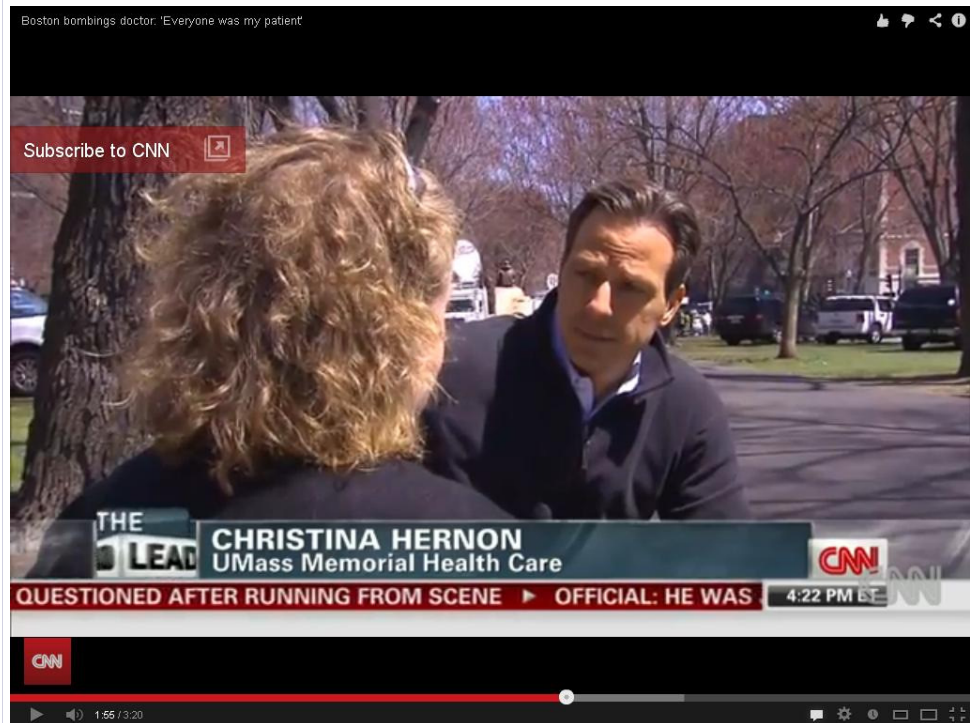 Boston bombings doctor: 'Everyone was my patient'
Subscribe to CNN
THE
LEAD
CHRISTINA HERNON
UMass Memorial Health Care
CNN
QUESTIONED AFTER RUNNING FROM SCENE ▶ OFFICIAL: HE WAS
4:22 PM ET
CNN
CNN
1:55 / 3:20